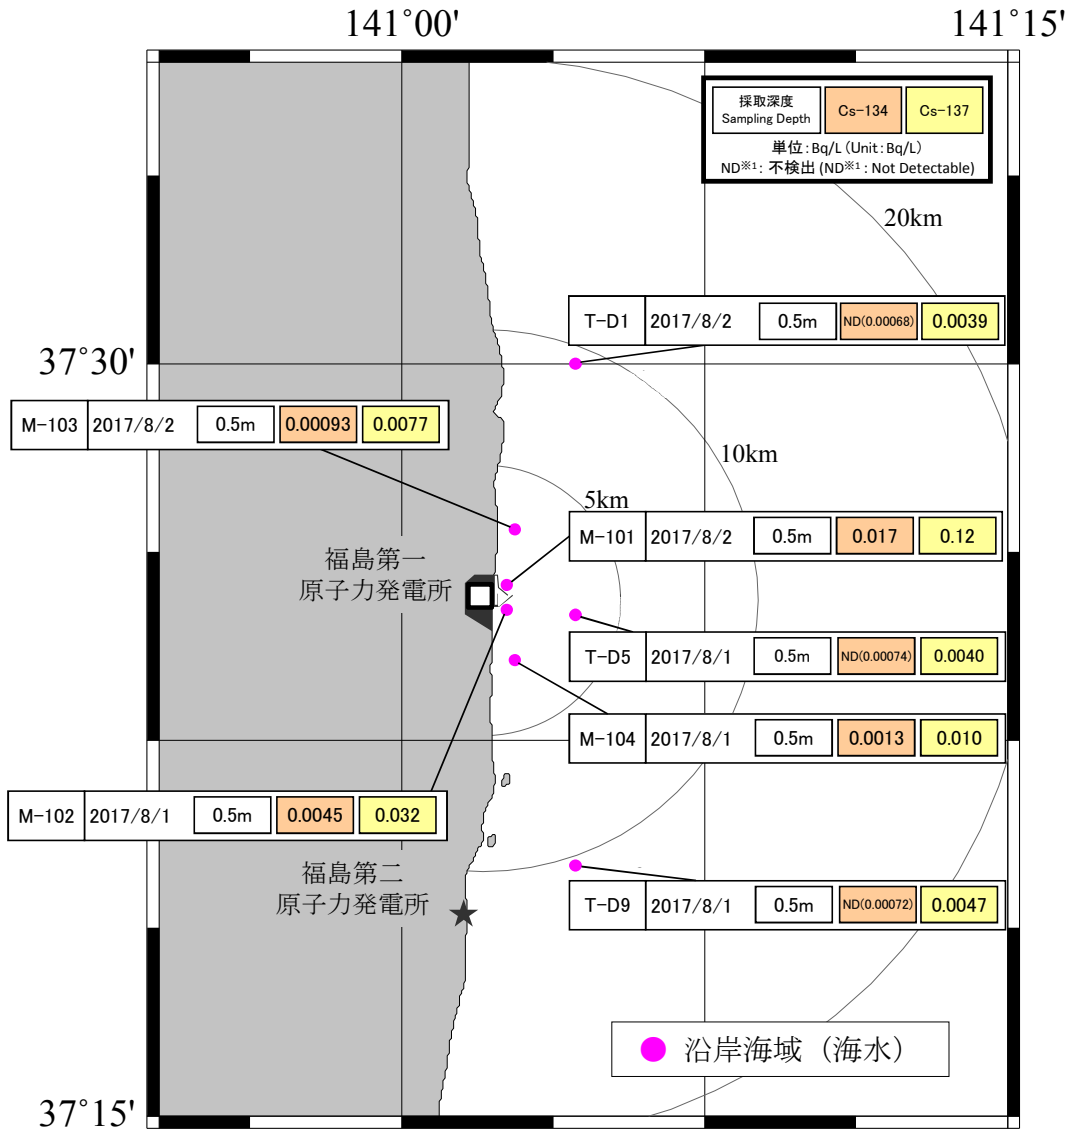 141°00'
141°15'
採取深度
Sampling Depth
Cs-134
Cs-137
単位:Bq/L (Unit:Bq/L)
ND※1: 不検出 (ND※1: Not Detectable)
20km
T-D1 2017/8/2 0.5m ND(0.00068) 0.0039
37°30'
M-103 2017/8/2 0.5m 0.00093 0.0077
10km
5km
M-101 2017/8/2 0.5m 0.017 0.12
福島第一
原子力発電所
T-D5 2017/8/1 0.5m ND(0.00074) 0.0040
M-104 2017/8/1 0.5m 0.0013 0.010
M-102 2017/8/1 0.5m 0.0045 0.032
福島第二
原子力発電所
T-D9 2017/8/1 0.5m ND(0.00072) 0.0047
沿岸海域（海水）
37°15'